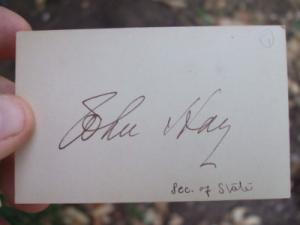 John Hay
Sec. of State